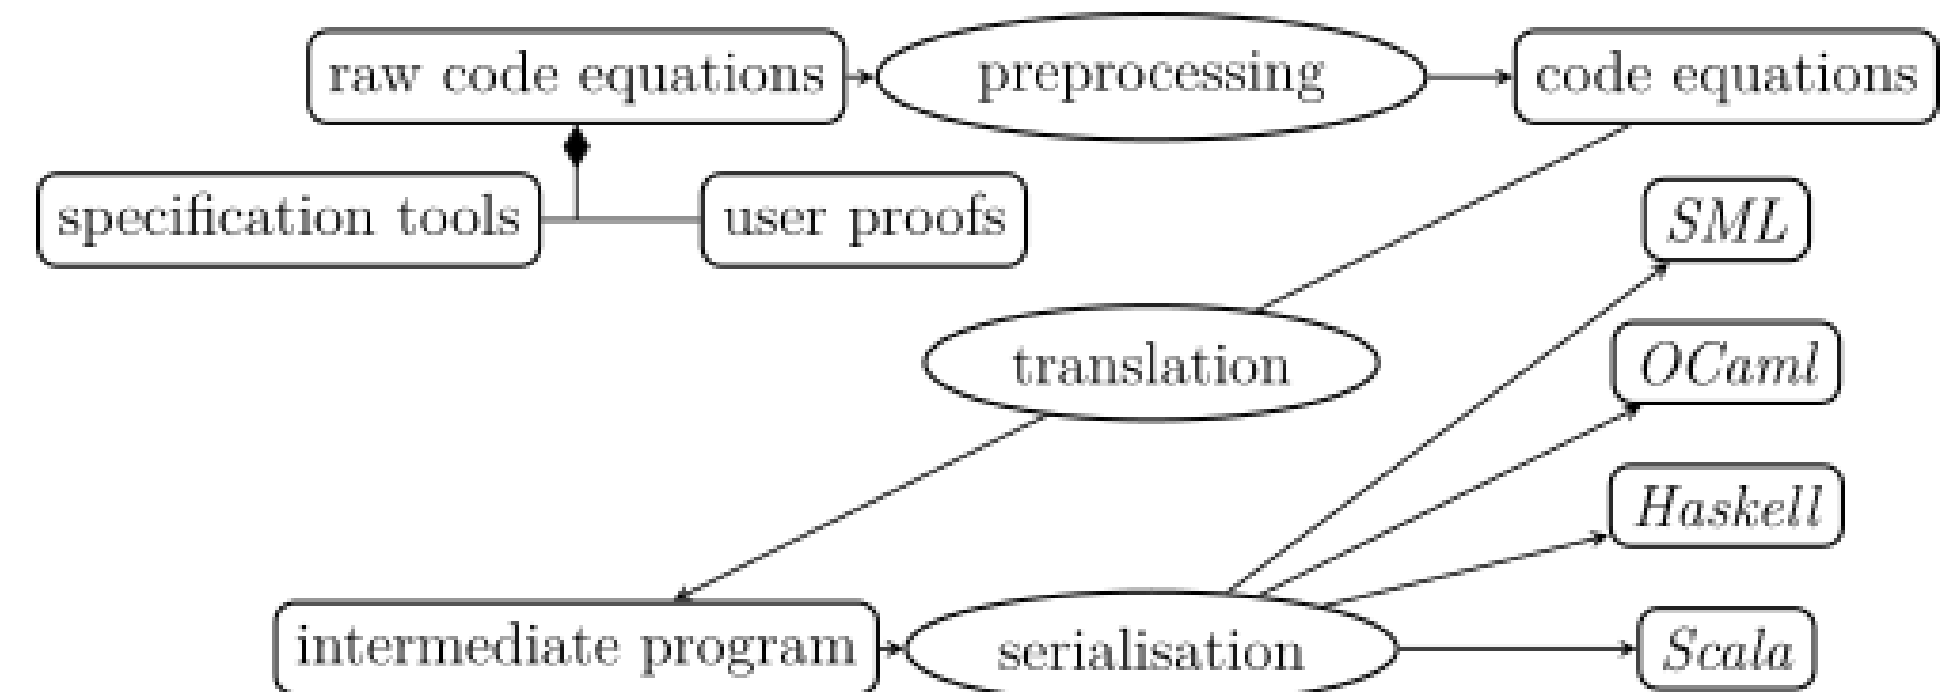 raw code equations
preprocessing
code equations
specification tools
user proofs
SML
translation
OCaml
Haskell
intermediate program
serialisation
Scala